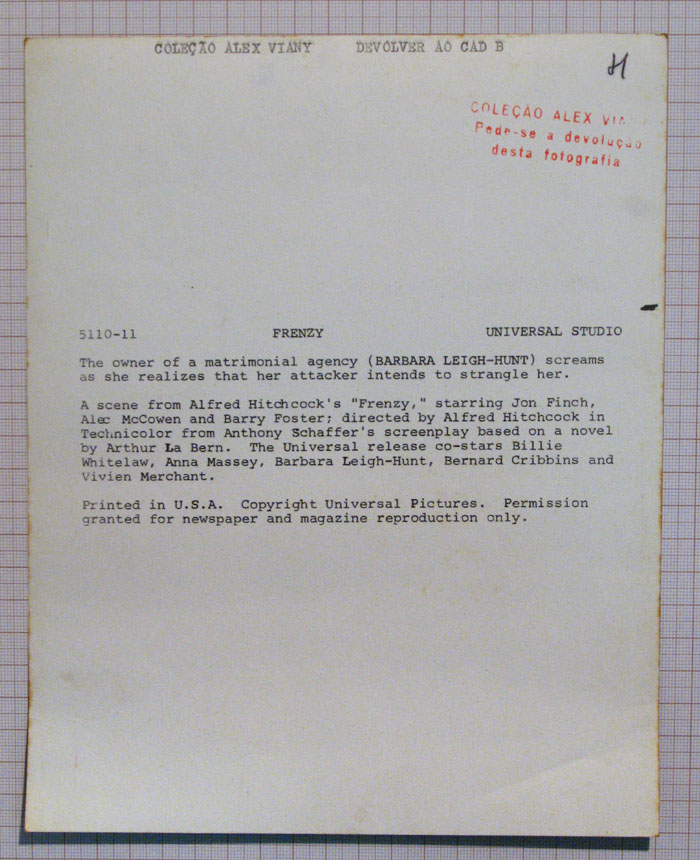 COLEÇÃO ALEX VIANY DEVOLVER AO CAD B
H
COLEÇÃO ALEX
Pede-se a devolução
desta fotografia
5110-11 FRENZY UNIVERSAL STUDIO
The owner of a matrimonial agency (BARBARA LEIGH-HUNT) screams
as she realizes that her attacker intends to strangle her.
A scene from Alfred Hitchcock's "Frenzy," starring Jon Finch,
Alec McCowen and Barry Foster; directed by Alfred Hitchcock in
Technicolor from Anthony Schaffer's screenplay based on a novel
by Arthur La Bern. The Universal release co-stars Billie
Whitelaw, Anna Massey, Barbara Leigh-Hunt, Bernard Cribbins and
Vivien Merchant.
Printed in U.S.A. Copyright Universal Pictures. Permission
granted for newspaper and magazine reproduction only.